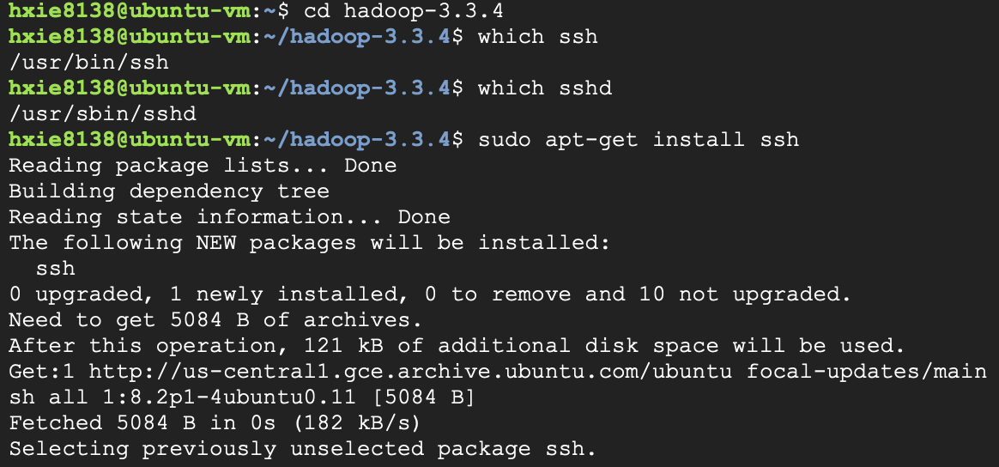 hxie8138@ubuntu-vm:~$ cd hadoop-3.3.4
hxie8138@ubuntu-vm:~/hadoop-3.3.4$ which ssh
/usr/bin/ssh
hxie8138@ubuntu-vm:~/hadoop-3.3.4$ which sshd
/usr/sbin/sshd
hxie8138@ubuntu-vm:~/hadoop-3.3.4$ sudo apt-get install ssh
Reading package lists... Done
Building dependency tree
Reading state information... Done
The following NEW packages will be installed:
  ssh
0 upgraded, 1 newly installed, 0 to remove and 10 not upgraded.
Need to get 5084 B of archives.
After this operation, 121 kB of additional disk space will be used.
Get:1 http://us-central1.gce.archive.ubuntu.com/ubuntu focal-updates/main
sh all 1:8.2p1-4ubuntu0.11 [5084 B]
Fetched 5084 B in 0s (182 kB/s)
Selecting previously unselected package ssh.